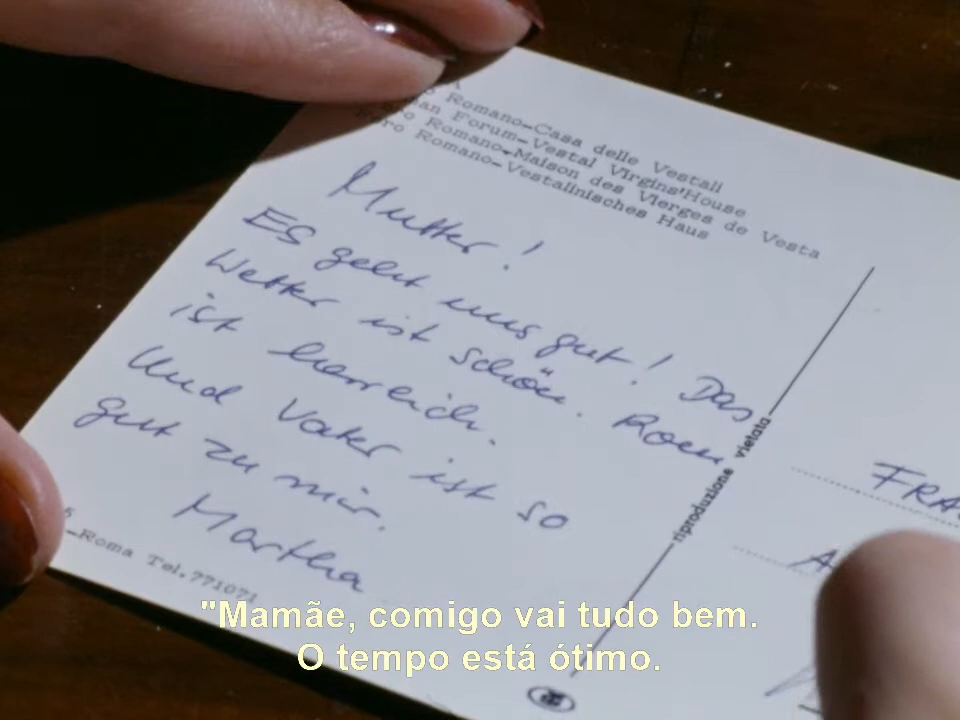 Romano-Casa delle Vestali
Forum-Vestal Virgins'House
Romano-Maison des Vierges de Vesta
Romano-Vestalinisches Haus
Mutter!
Es geht uns gut! Das
Wetter ist schön. Rom
ist herrlich.
Und Vater ist so
gut zu mir.
Martha
-Roma Tel.771071
riproduzione vietata
FRA
A
"Mamãe, comigo vai tudo bem.
O tempo está ótimo.